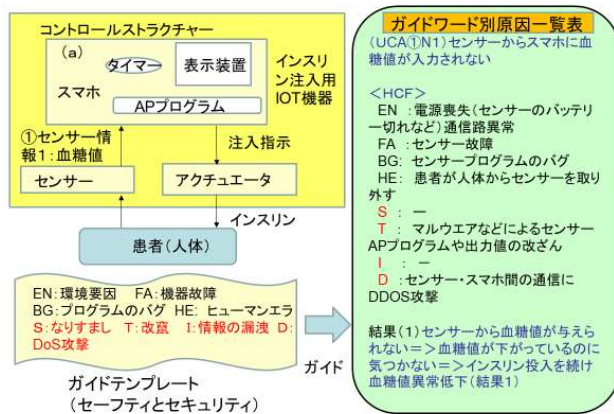 コントロールストラクチャー
(a)
タイマー
表示装置
スマホ
APプログラム
インスリ
ン注入用
IOT機器
①センサー情
報1:血糖値
注入指示
センサー
アクチュエータ
インスリン
患者(人体)
EN:環境要因 FA:機器故障
BG:プログラムのバグ HE: ヒューマンエラ
S:なりすまし T:改竄 I:情報の漏洩 D:
DoS攻撃
ガイド
ガイドテンプレート
(セーフティとセキュリティ)
ガイドワード別原因一覧表
(UCA①N1)センサーからスマホに血
糖値が入力されない
<HCF>
EN :電源喪失(センサーのバッテリ
ー切れなど)通信路異常
FA :センサー故障
BG: センサープログラムのバグ
HE: 患者が人体からセンサーを取り
外す
S : ー
T : マルウエアなどによるセンサー
APプログラムや出力値の改ざん
I : ー
D : センサー・スマホ間の通信に
DDOS攻撃
結果(1)センサーから血糖値が与えら
れない=>血糖値が下がっているのに
気つかない=>インスリン投入を続け
血糖値異常低下(結果1)